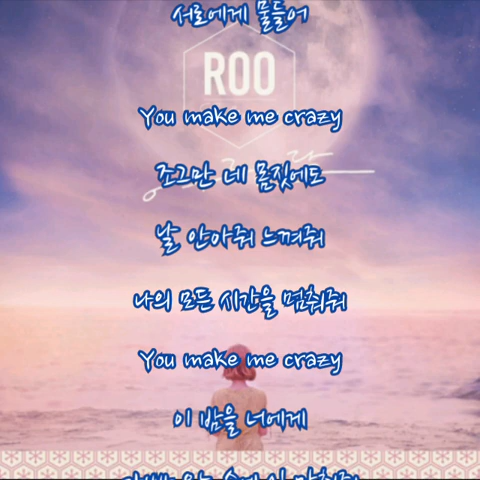 서로에게 물들어
ROO
You make me crazy
조그만 네 몸짓에도
날 안아줘 느껴줘
나의 모든 시간을 멈춰줘
You make me crazy
이 밤을 너에게